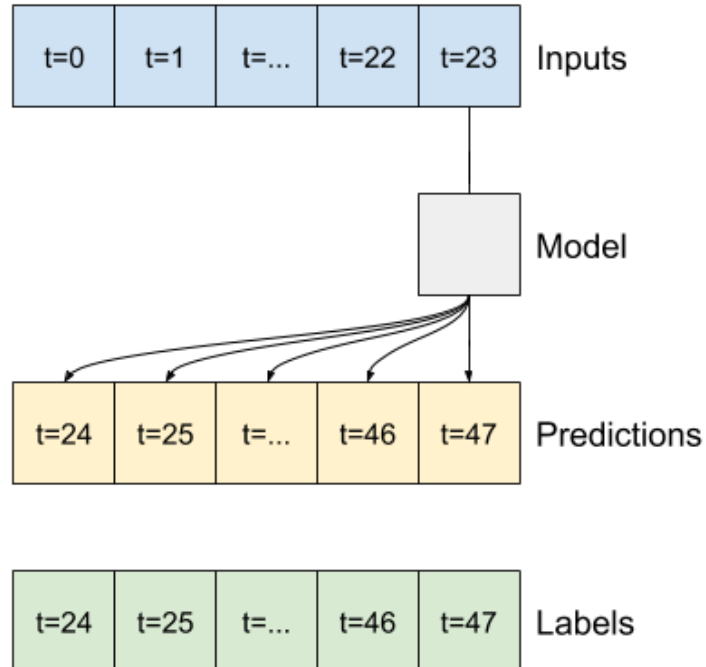 t=0 t=1 t=... t=22 t=23 Inputs
Model
t=24 t=25 t=... t=46 t=47 Predictions
t=24 t=25 t=... t=46 t=47 Labels